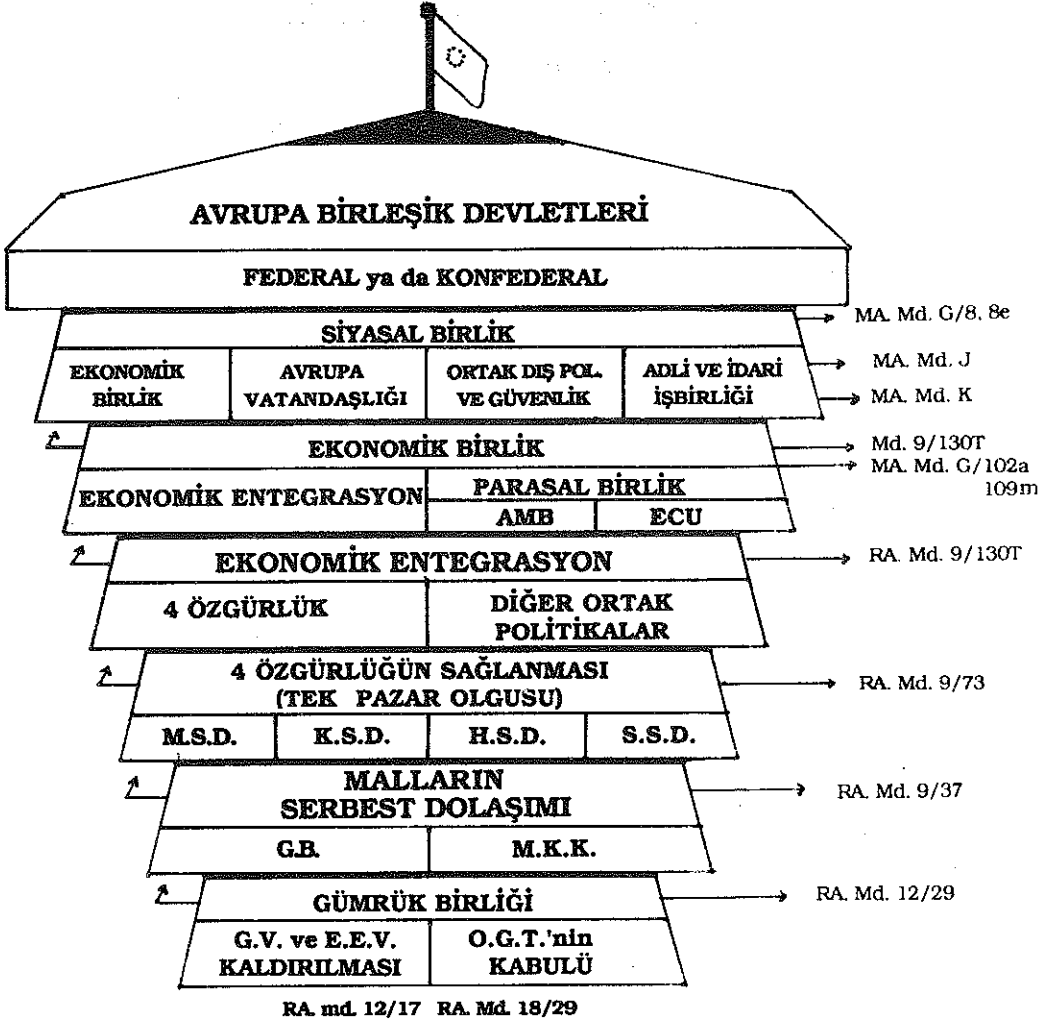 AVRUPA BİRLEŞİK DEVLETLERİ
FEDERAL ya da KONFEDERAL
SİYASAL BİRLİK
MA. Md. G/8, 8e
EKONOMİK BİRLİK
AVRUPA VATANDAŞLIĞI
ORTAK DIŞ POL. VE GÜVENLİK
ADLİ VE İDARİ İŞBİRLİĞİ
MA. Md. J
MA. Md. K
EKONOMİK BİRLİK
Md. 9/130T
MA. Md. G/102a
109m
EKONOMİK ENTEGRASYON
PARASAL BİRLİK
AMB
ECU
EKONOMİK ENTEGRASYON
RA. Md. 9/130T
4 ÖZGÜRLÜK
DİĞER ORTAK
POLİTİKALAR
4 ÖZGÜRLÜĞÜN SAĞLANMASI
(TEK PAZAR OLGUSU)
RA. Md. 9/73
M.S.D.
K.S.D.
H.S.D.
S.S.D.
MALLARIN
SERBEST DOLAŞIMI
RA. Md. 9/37
G.B.
M.K.K.
GÜMRÜK BİRLİĞİ
RA. Md. 12/29
G.V. ve E.E.V.
KALDIRILMASI
O.G.T.'nin
KABULÜ
RA. md. 12/17 RA. Md. 18/29